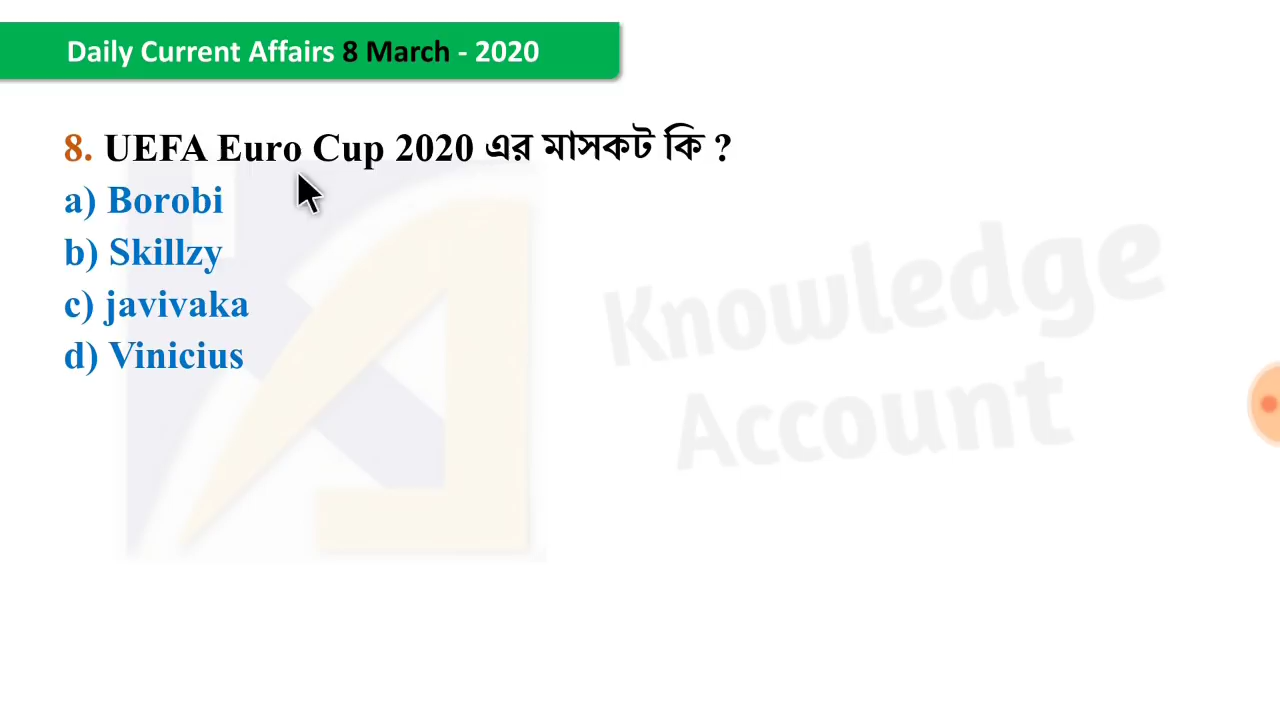 Daily Current Affairs 8 March - 2020
8. UEFA Euro Cup 2020 এর মাসকট কি ?
a) Borobi
b) Skillzy
c) javivaka
d) Vinicius
Knowledge
Account